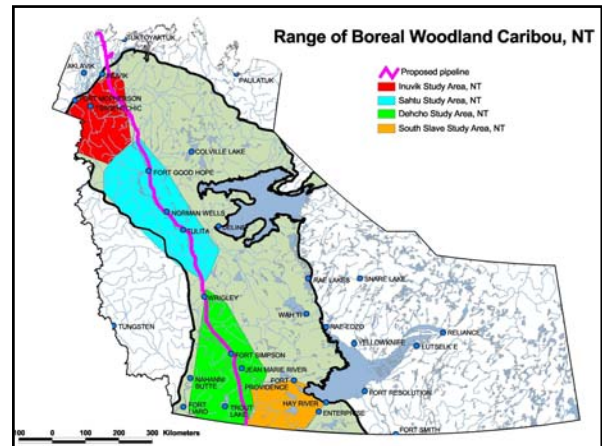 Range of Boreal Woodland Caribou, NT
Proposed pipeline
Inuvik Study Area, NT
Sahtu Study Area, NT
Dehcho Study Area, NT
South Slave Study Area, NT
TUKTOYAKTUK
AKLAVIK
INUVIK
PAULATUK
FORT MCPHERSON
COLVILLE LAKE
FORT GOOD HOPE
NORMAN WELLS
TULITA
DELINE
RAE LAKES
SNARE LAKE
WRIGLEY
WHA TI
TUNGSTEN
RAE-EDZO
YELLOWKNIFE
RELIANCE
LUTSELK'E
FORT SIMPSON
JEAN MARIE RIVER
NAHANNI
BUTTE
FORT
PROVIDENCE
FORT RESOLUTION
HAY RIVER
FORT
LIARD
TROUT
LAKE
ENTERPRISE
FORT SMITH
100 0 100 200 300 Kilometers